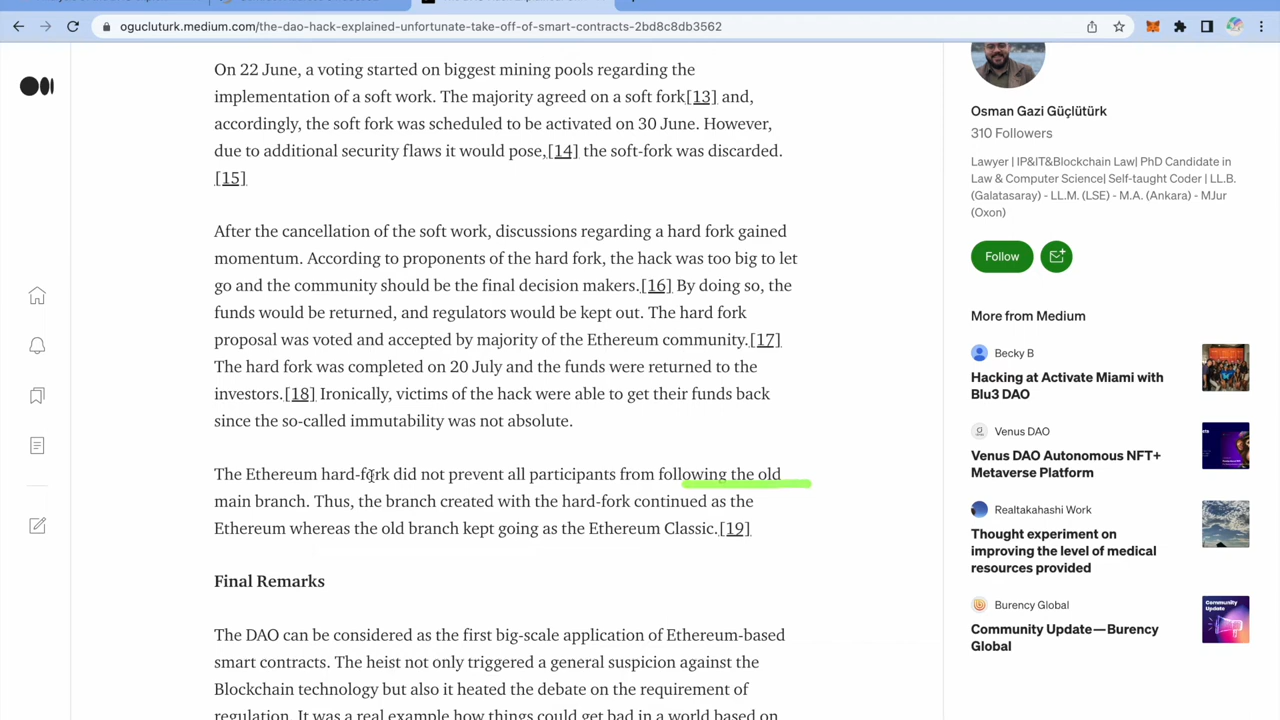 ogucluturk.medium.com/the-dao-hack-explained-unfortunate-take-off-of-smart-contracts-2bd8c8db3562
On 22 June, a voting started on biggest mining pools regarding the
implementation of a soft work. The majority agreed on a soft fork[13] and,
accordingly, the soft fork was scheduled to be activated on 30 June. However,
due to additional security flaws it would pose,[14] the soft-fork was discarded.
[15]
After the cancellation of the soft work, discussions regarding a hard fork gained
momentum. According to proponents of the hard fork, the hack was too big to let
go and the community should be the final decision makers.[16] By doing so, the
funds would be returned, and regulators would be kept out. The hard fork
proposal was voted and accepted by majority of the Ethereum community.[17]
The hard fork was completed on 20 July and the funds were returned to the
investors.[18] Ironically, victims of the hack were able to get their funds back
since the so-called immutability was not absolute.
The Ethereum hard-fork did not prevent all participants from following the old
main branch. Thus, the branch created with the hard-fork continued as the
Ethereum whereas the old branch kept going as the Ethereum Classic.[19]
Final Remarks
The DAO can be considered as the first big-scale application of Ethereum-based
smart contracts. The heist not only triggered a general suspicion against the
Blockchain technology but also it heated the debate on the requirement of
regulation. It was a real example how things could get bad in a world based on
Osman Gazi Güçlütürk
310 Followers
Lawyer | IP&IT&Blockchain Law| PhD Candidate in
Law & Computer Science| Self-taught Coder | LL.B.
(Galatasaray) - LL.M. (LSE) - M.A. (Ankara) - MJur
(Oxon)
Follow
More from Medium
Becky B
Hacking at Activate Miami with
Blu3 DAO
Venus DAO
Venus DAO Autonomous NFT+
Metaverse Platform
Realtakahashi Work
Thought experiment on
improving the level of medical
resources provided
Burency Global
Community Update—Burency
Global
Community
Update